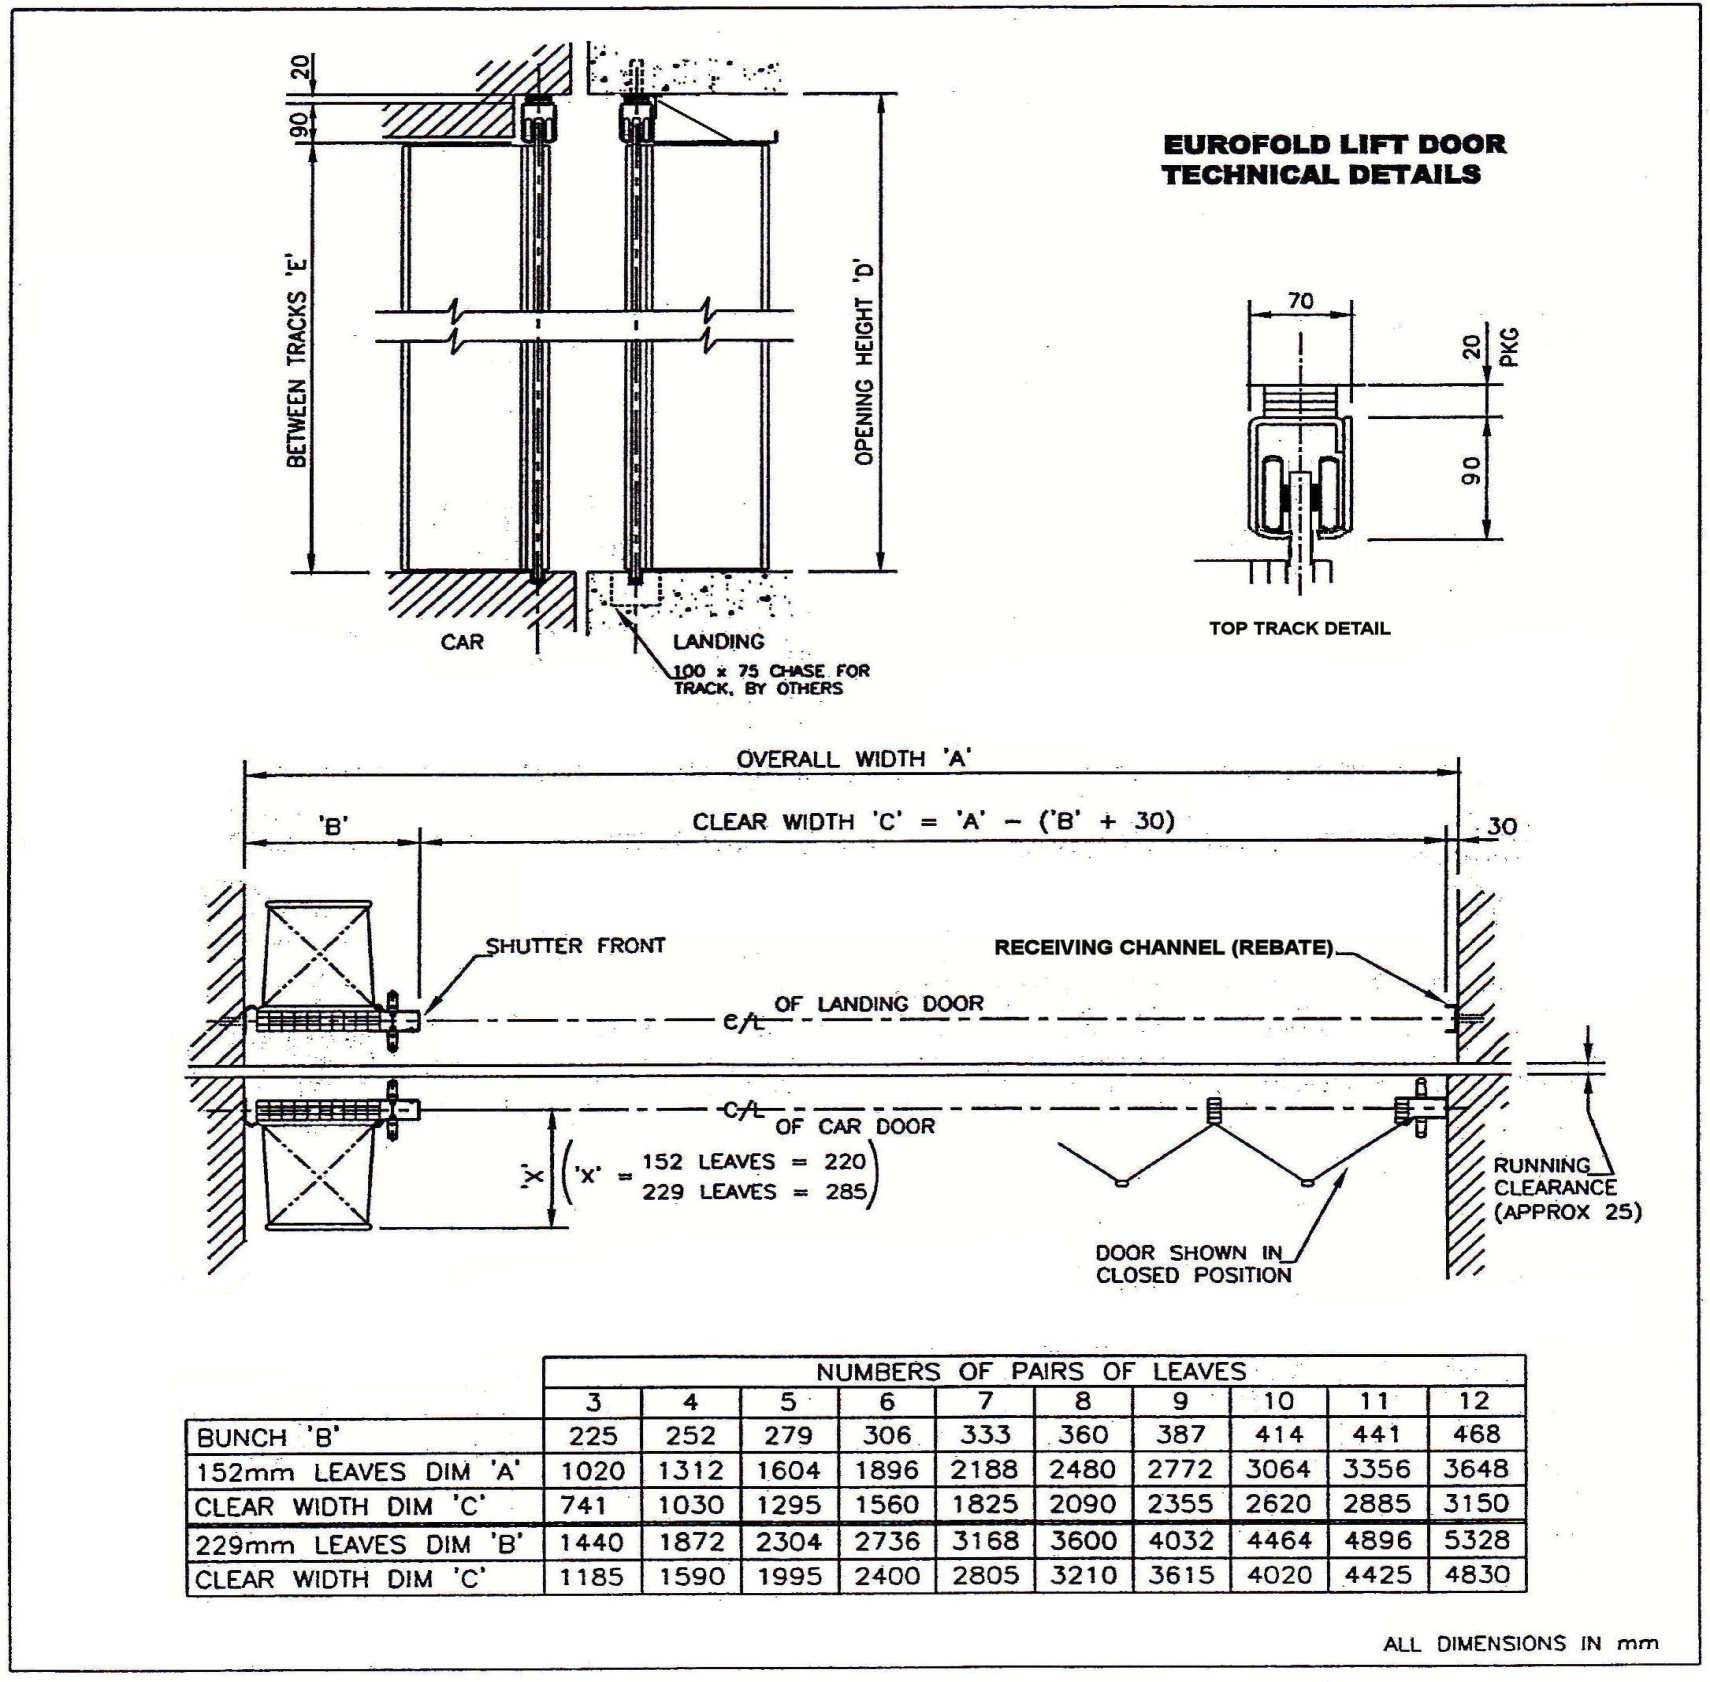 EUROFOLD LIFT DOOR
TECHNICAL DETAILS
20
90
BETWEEN TRACKS 'E'
OPENING HEIGHT 'D'
CAR
LANDING
100 x 75 CHASE FOR
TRACK, BY OTHERS
70
20
PKG
90
TOP TRACK DETAIL
OVERALL WIDTH 'A'
'B'
CLEAR WIDTH 'C' = 'A' - ('B' + 30)
30
SHUTTER FRONT
RECEIVING CHANNEL (REBATE)
OF LANDING DOOR
C/L
C/L
OF CAR DOOR
'X'
('X' = 152 LEAVES = 220
229 LEAVES = 285)
DOOR SHOWN IN
CLOSED POSITION
RUNNING
CLEARANCE
(APPROX 25)
NUMBERS OF PAIRS OF LEAVES
3 4 5 6 7 8 9 10 11 12
BUNCH 'B' 225 252 279 306 333 360 387 414 441 468
152mm LEAVES DIM 'A' 1020 1312 1604 1896 2188 2480 2772 3064 3356 3648
CLEAR WIDTH DIM 'C' 741 1030 1295 1560 1825 2090 2355 2620 2885 3150
229mm LEAVES DIM 'B' 1440 1872 2304 2736 3168 3600 4032 4464 4896 5328
CLEAR WIDTH DIM 'C' 1185 1590 1995 2400 2805 3210 3615 4020 4425 4830
ALL DIMENSIONS IN mm